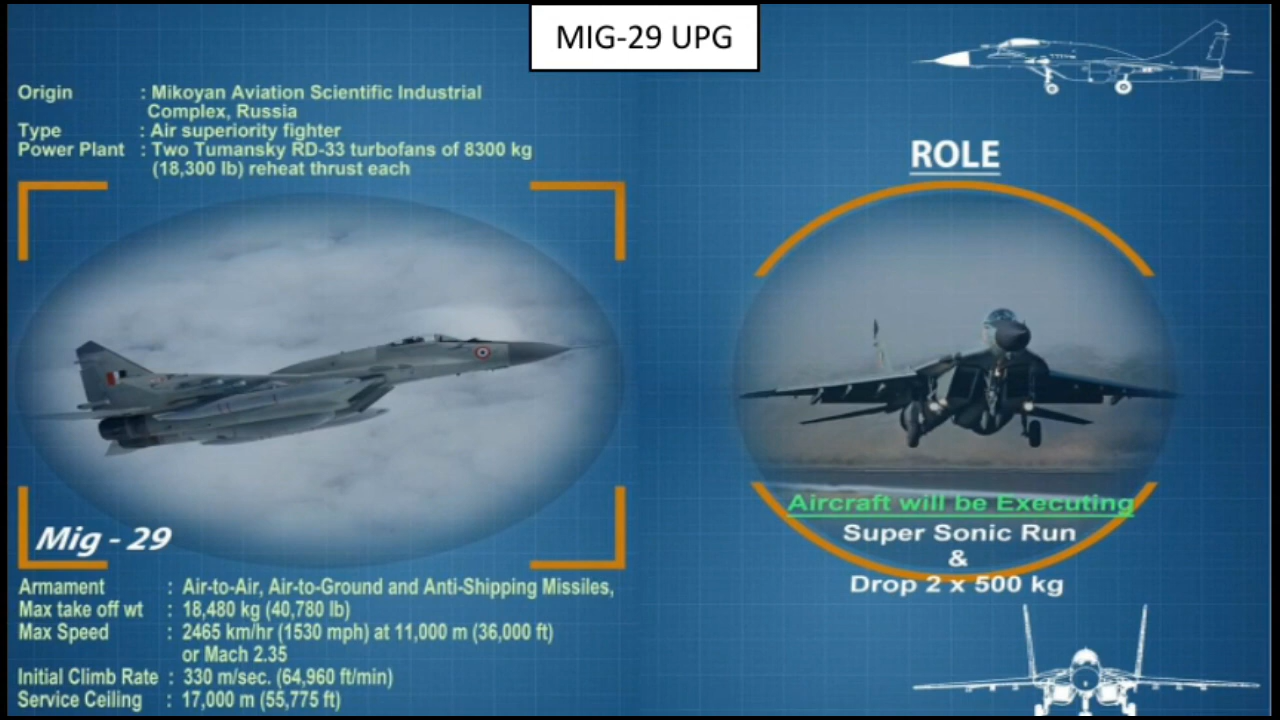 MIG-29 UPG
Origin : Mikoyan Aviation Scientific Industrial
Complex, Russia
Type : Air superiority fighter
Power Plant : Two Tumansky RD-33 turbofans of 8300 kg
(18,300 lb) reheat thrust each
Mig - 29
Armament : Air-to-Air, Air-to-Ground and Anti-Shipping Missiles,
Max take off wt : 18,480 kg (40,780 lb)
Max Speed : 2465 km/hr (1530 mph) at 11,000 m (36,000 ft)
or Mach 2.35
Initial Climb Rate : 330 m/sec. (64,960 ft/min)
Service Ceiling : 17,000 m (55,775 ft)
ROLE
Aircraft will be Executing
Super Sonic Run
&
Drop 2 x 500 kg